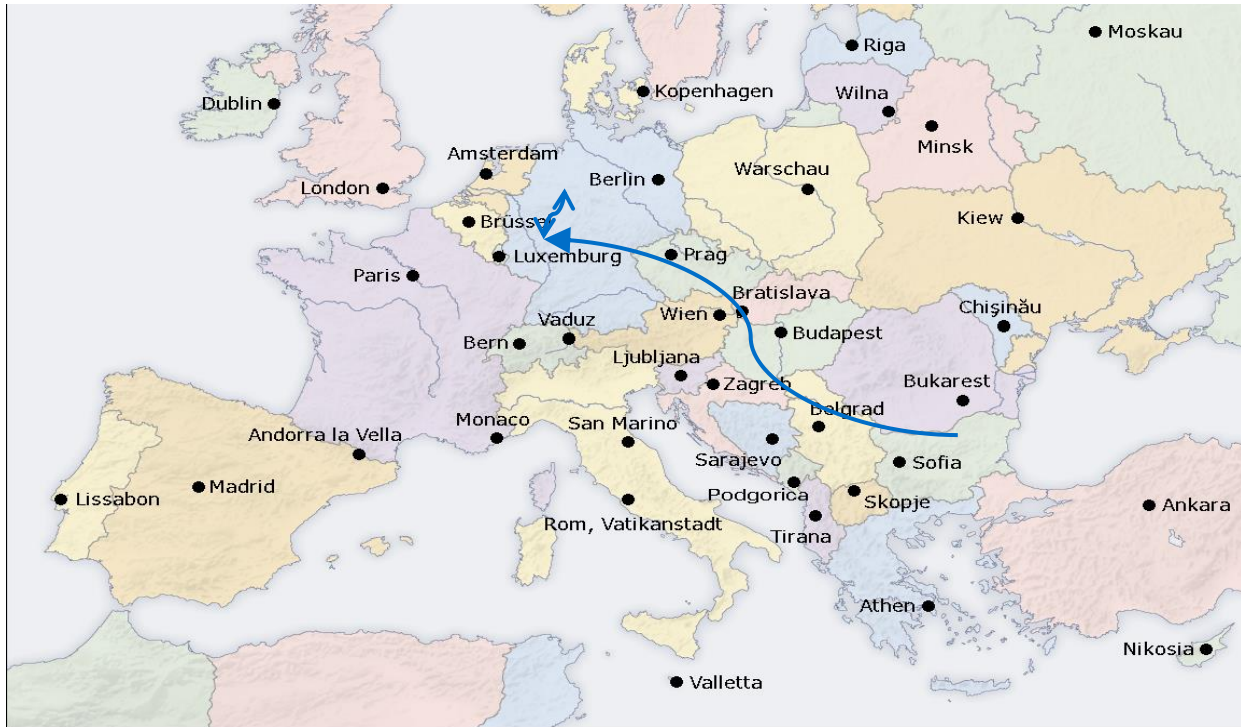 Moskau
Riga
Kopenhagen
Wilna
Dublin
Minsk
Amsterdam
Warschau
Berlin
London
Kiew
Brüssel
Prag
Luxemburg
Paris
Bratislava
Chişinău
Wien
Vaduz
Budapest
Bern
Ljubljana
Zagreb
Bukarest
Belgrad
Monaco
San Marino
Andorra la Vella
Sarajevo
Sofia
Madrid
Lissabon
Podgorica
Skopje
Ankara
Rom, Vatikanstadt
Tirana
Athen
Nikosia
Valletta